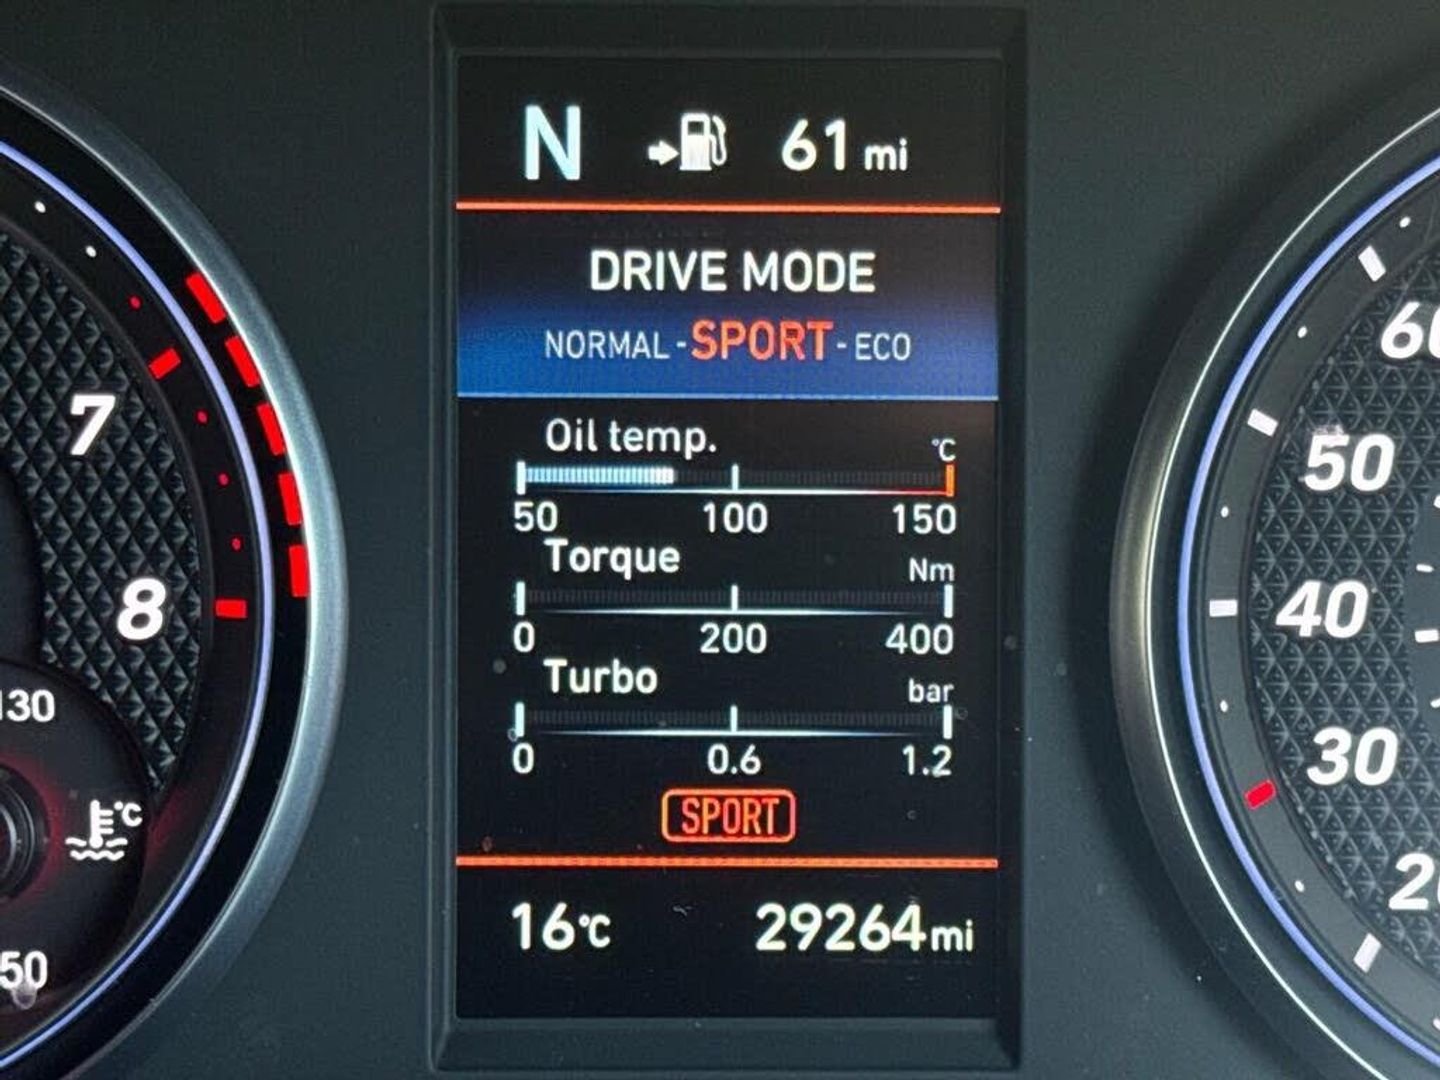 N 61 mi
DRIVE MODE
NORMAL - SPORT - ECO
Oil temp. °C
50 100 150
Torque Nm
0 200 400
Turbo bar
0 0.6 1.2
SPORT
16°C 29264 mi
7
8
130
°C
50
60
50
40
30
20